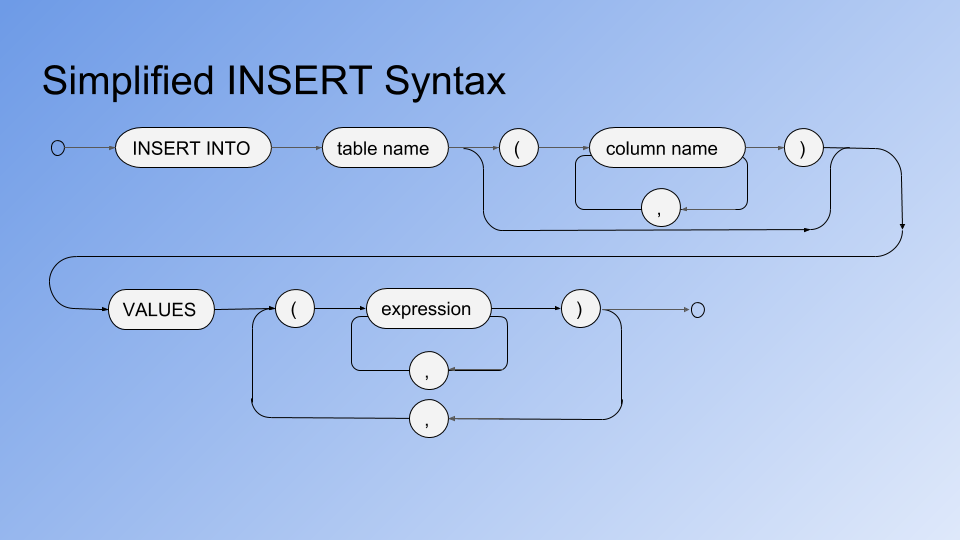 Simplified INSERT Syntax
INSERT INTO table name ( column name )
,
VALUES ( expression )
,
,